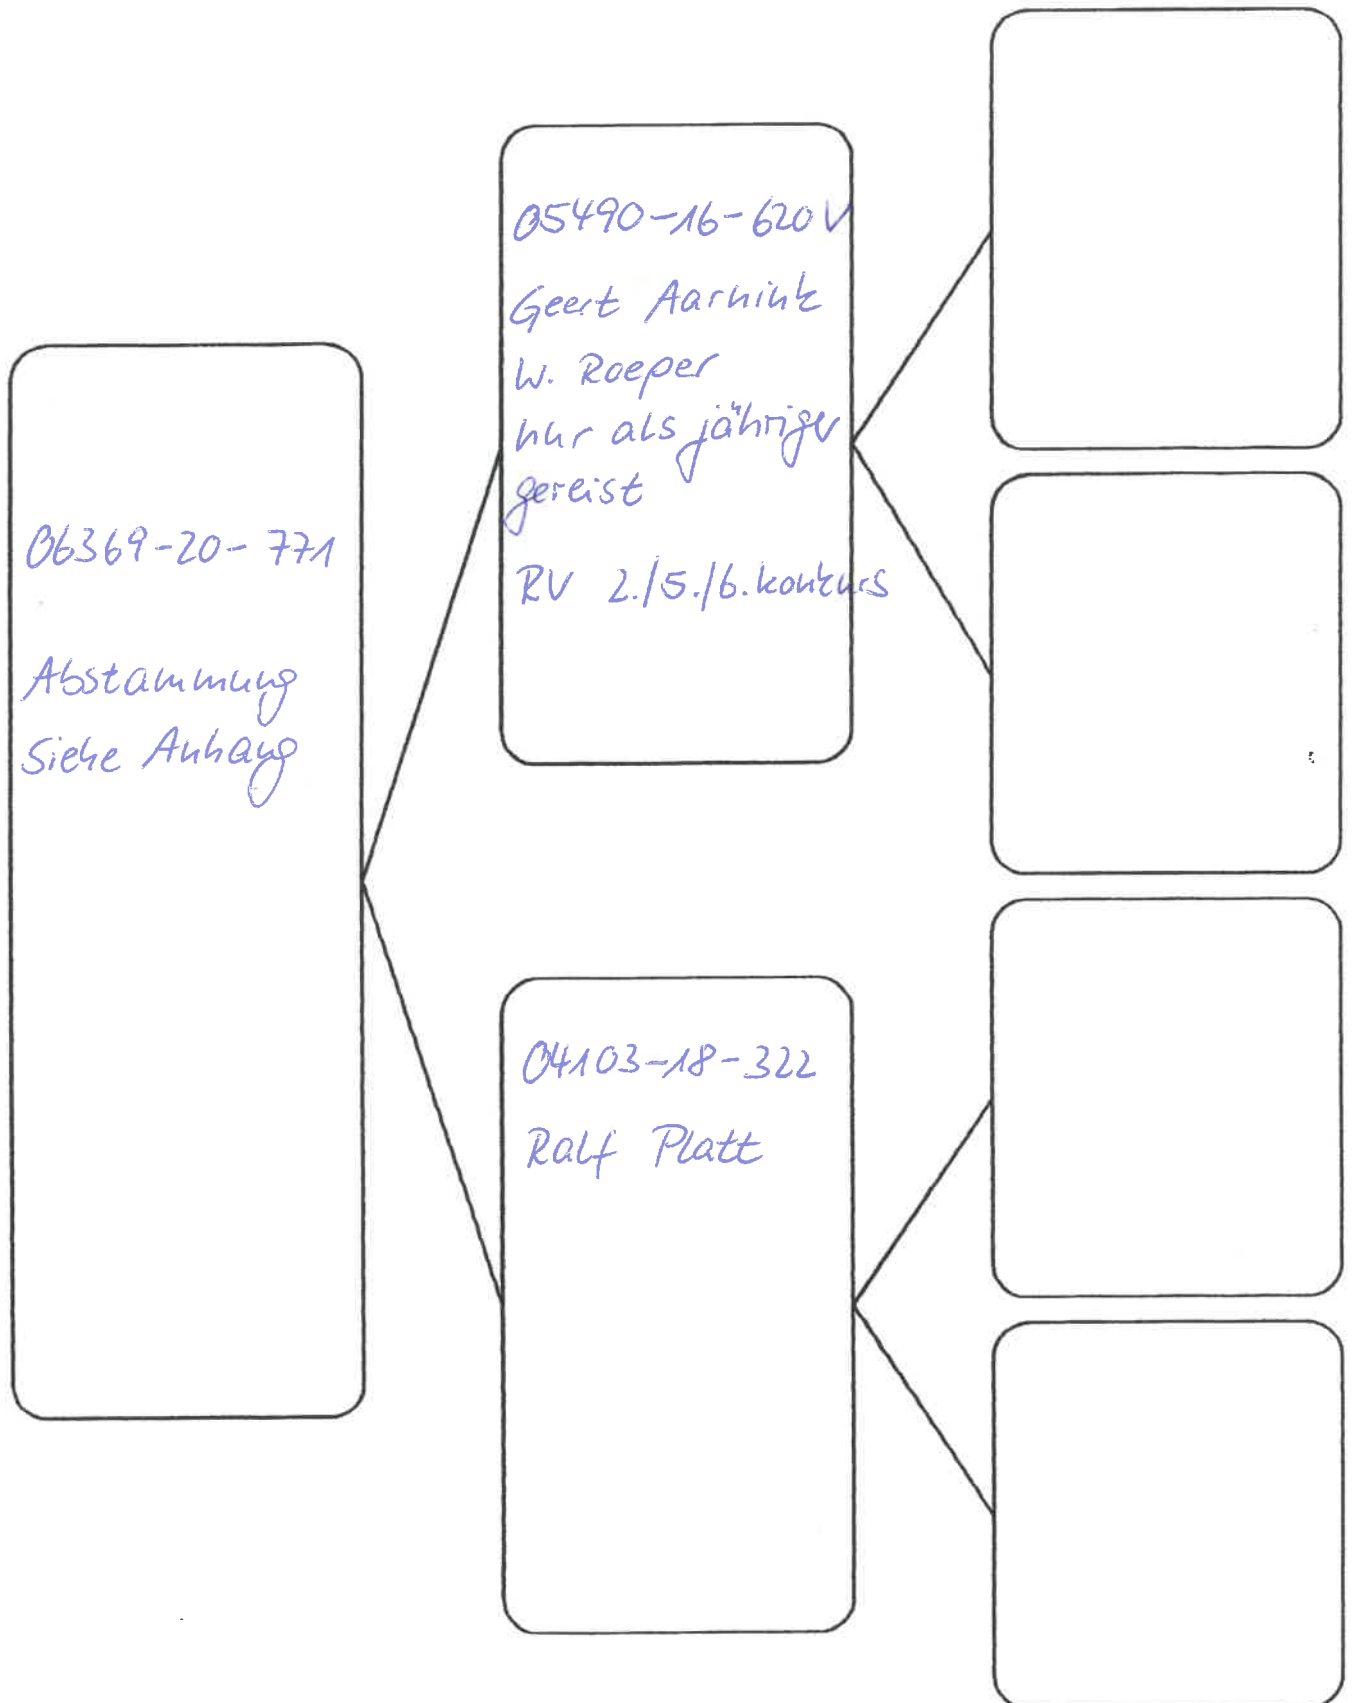 06369-20-771
Abstammung
Siehe Anhang
05490-16-620 V
Geert Aarnink
W. Roeper
nur als jähriger
gereist
RV 2./5./6. konkurs
04103-18-322
Ralf Platt